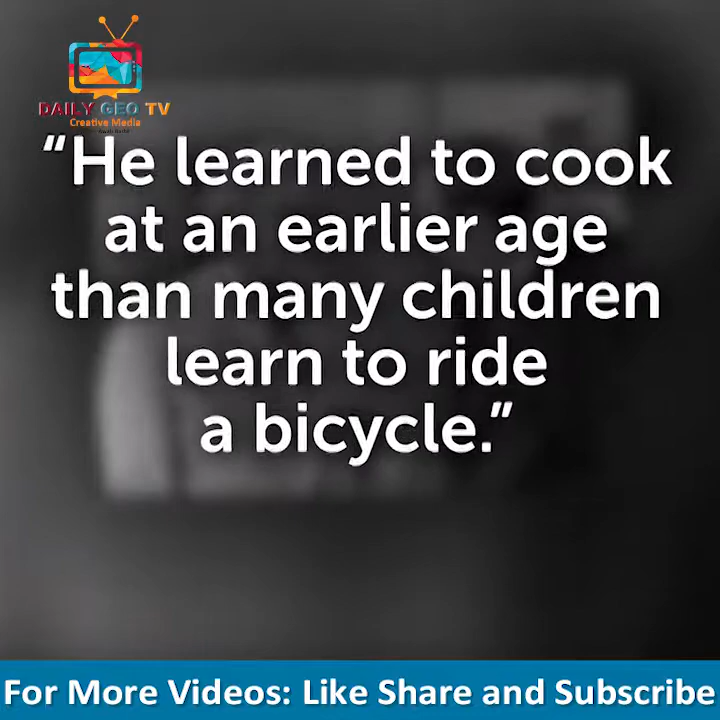 DAILY GEO TV
Creative Media
“He learned to cook
at an earlier age
than many children
learn to ride
a bicycle.”
For More Videos: Like Share and Subscribe